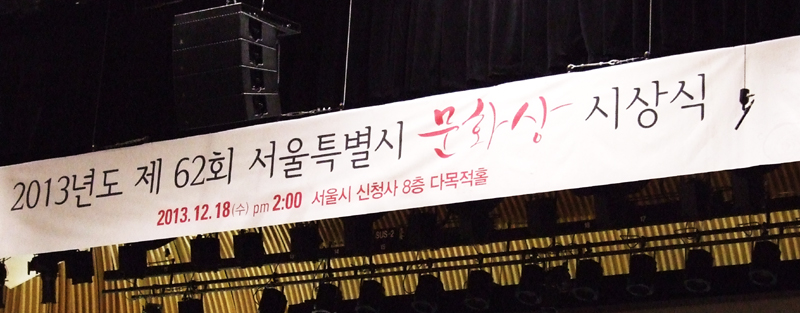 2013년도 제 62회 서울특별시 문화상 시상식
2013.12.18(수) pm 2:00 서울시 신청사 8층 다목적홀
SUS-2